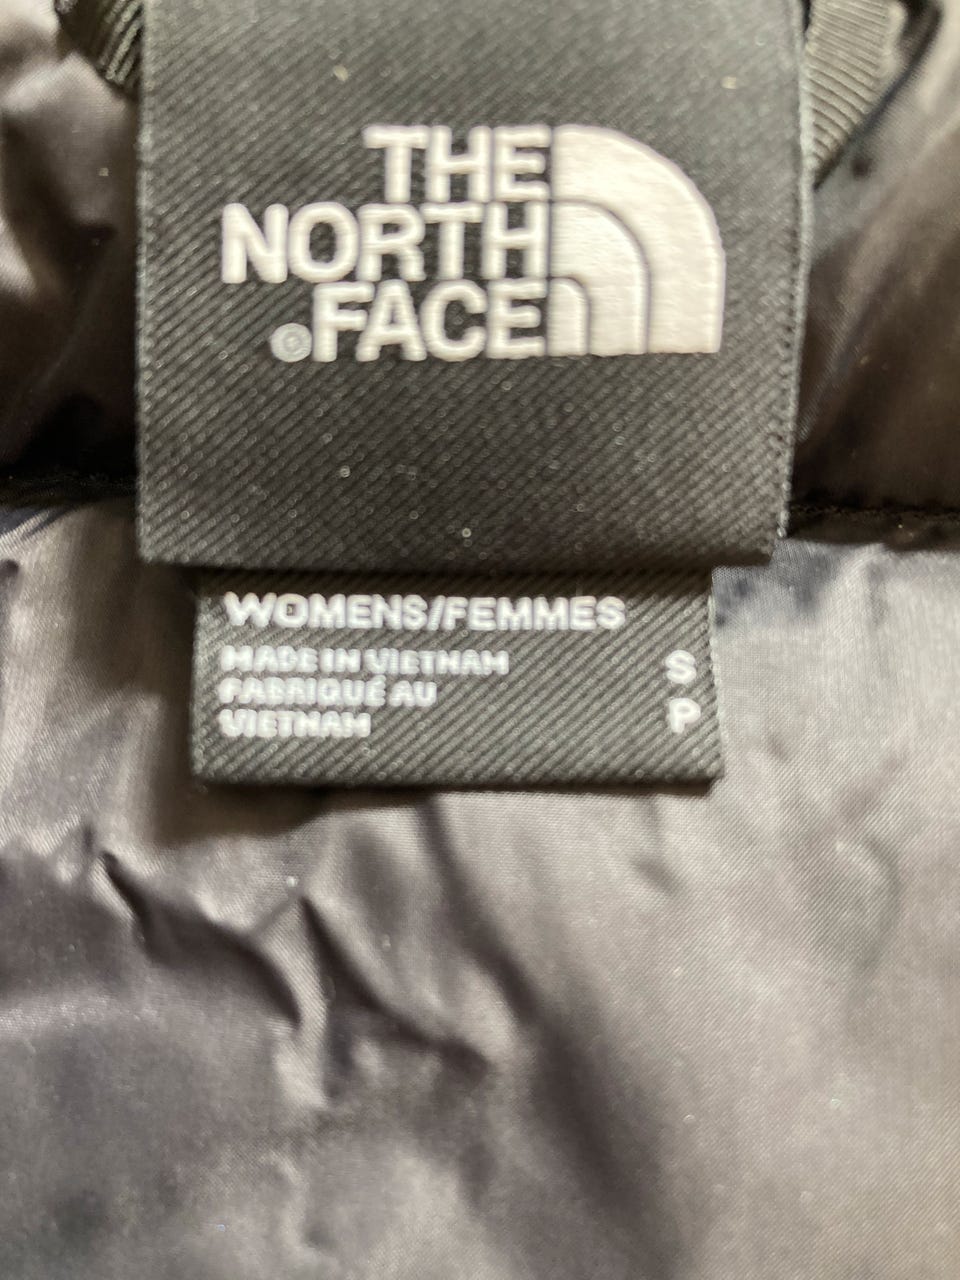 THE
NORTH
®FACE
WOMENS/FEMMES
MADE IN VIETNAM
FABRIQUÉ AU
VIETNAM
S
P